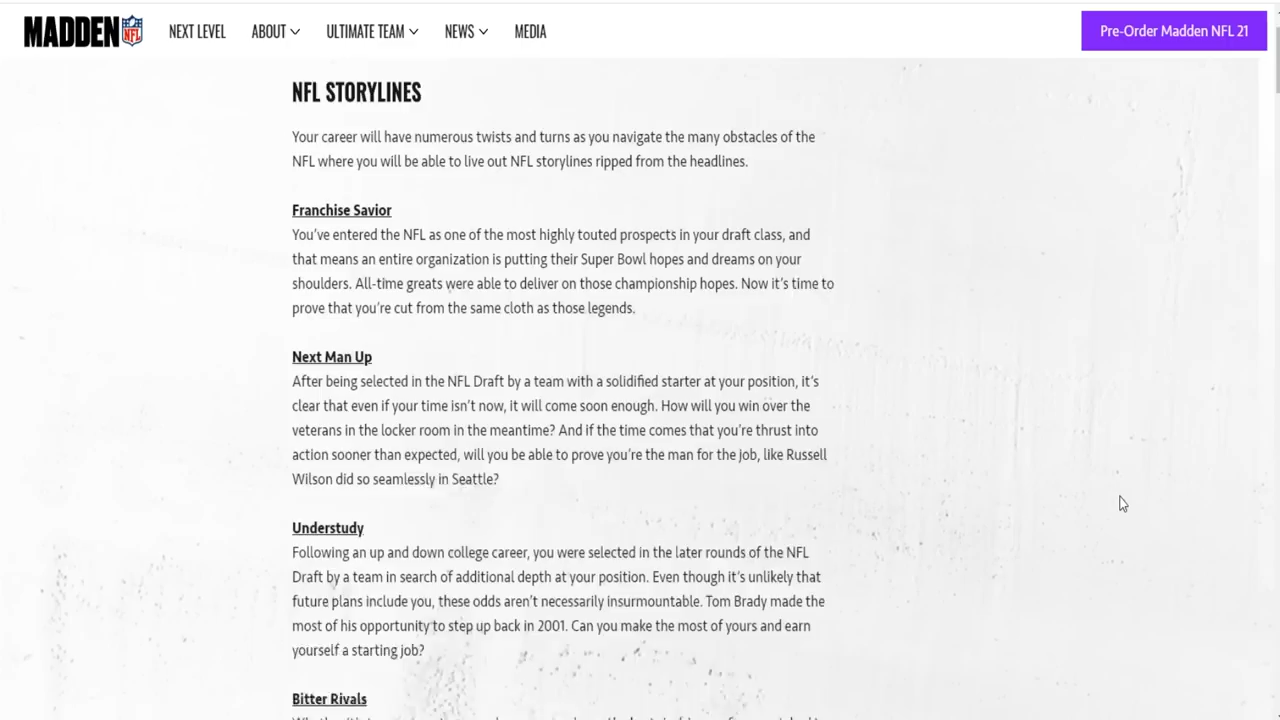 MADDEN NFL NEXT LEVEL ABOUT ULTIMATE TEAM NEWS MEDIA Pre-Order Madden NFL 21
NFL STORYLINES
Your career will have numerous twists and turns as you navigate the many obstacles of the
NFL where you will be able to live out NFL storylines ripped from the headlines.
Franchise Savior
You've entered the NFL as one of the most highly touted prospects in your draft class, and
that means an entire organization is putting their Super Bowl hopes and dreams on your
shoulders. All-time greats were able to deliver on those championship hopes. Now it's time to
prove that you're cut from the same cloth as those legends.
Next Man Up
After being selected in the NFL Draft by a team with a solidified starter at your position, it's
clear that even if your time isn't now, it will come soon enough. How will you win over the
veterans in the locker room in the meantime? And if the time comes that you're thrust into
action sooner than expected, will you be able to prove you're the man for the job, like Russell
Wilson did so seamlessly in Seattle?
Understudy
Following an up and down college career, you were selected in the later rounds of the NFL
Draft by a team in search of additional depth at your position. Even though it's unlikely that
future plans include you, these odds aren't necessarily insurmountable. Tom Brady made the
most of his opportunity to step up back in 2001. Can you make the most of yours and earn
yourself a starting job?
Bitter Rivals